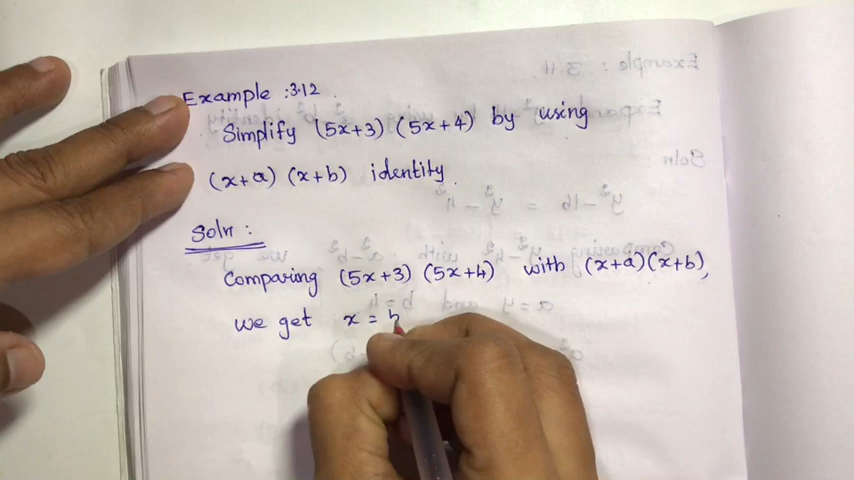 Example : 3.12
Simplify (5x+3) (5x+4) by using
(x+a) (x+b) identity.
Soln :
Comparing (5x+3) (5x+4) with (x+a)(x+b),
we get x =